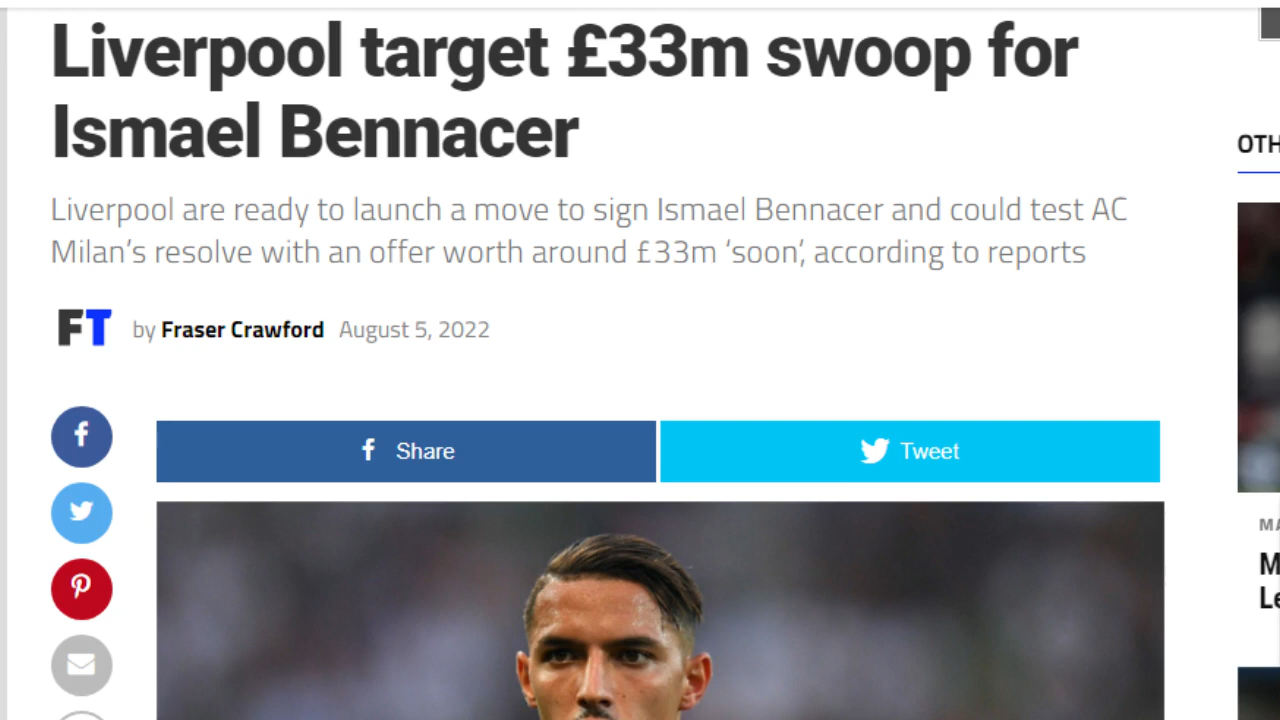 Liverpool target £33m swoop for
Ismael Bennacer
Liverpool are ready to launch a move to sign Ismael Bennacer and could test AC
Milan’s resolve with an offer worth around £33m ‘soon’, according to reports
FT by Fraser Crawford August 5, 2022
Share
Tweet
OTH
MA
M
Le